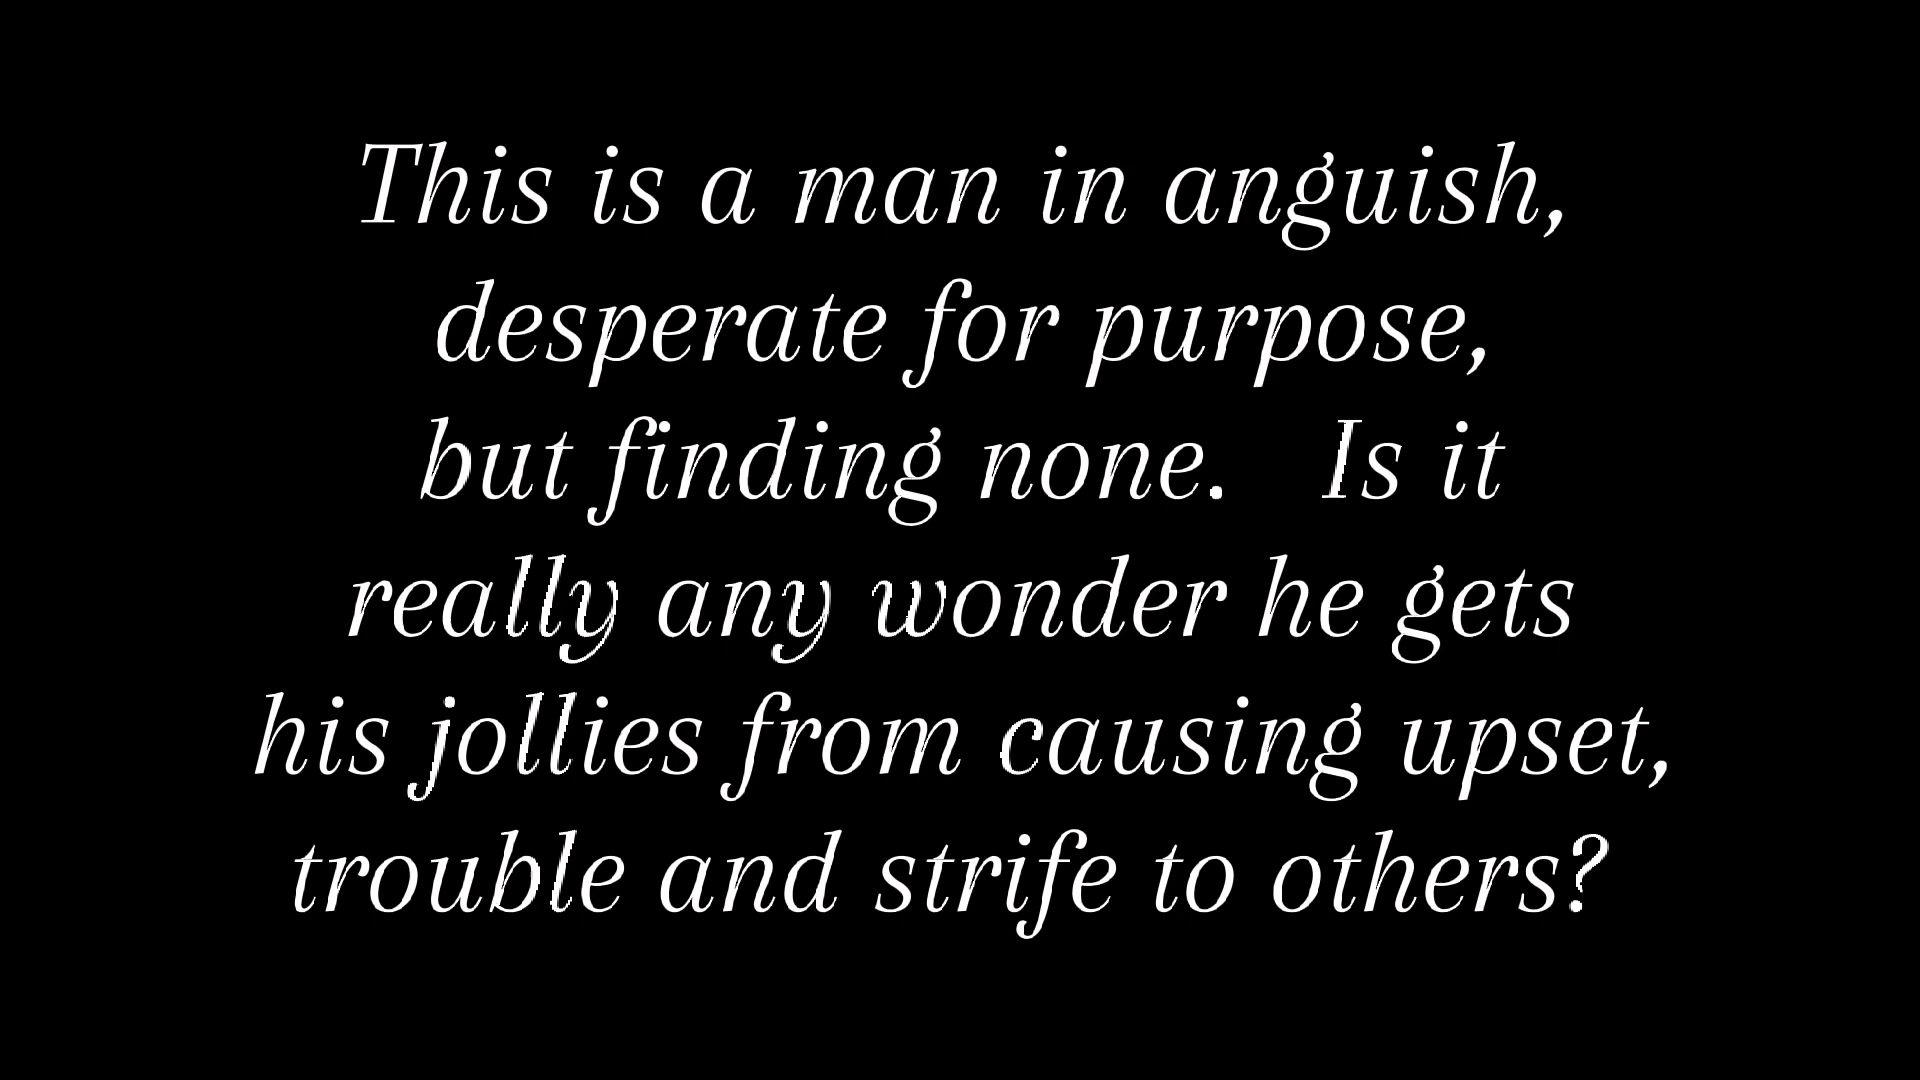 This is a man in anguish,
desperate for purpose,
but finding none.   Is it
really any wonder he gets
his jollies from causing upset,
trouble and strife to others?